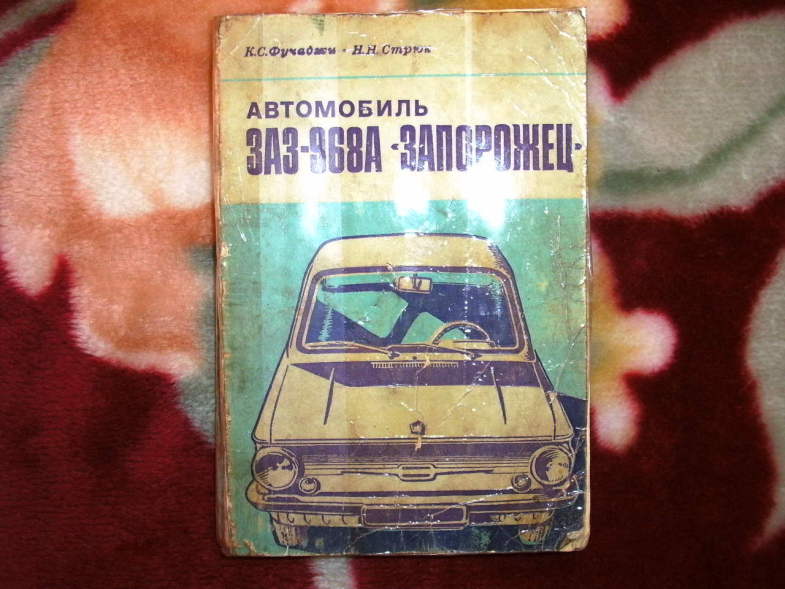 К.С.Фучаджи · Н.Н.Стрюк
АВТОМОБИЛЬ
ЗАЗ-968А «ЗАПОРОЖЕЦ»